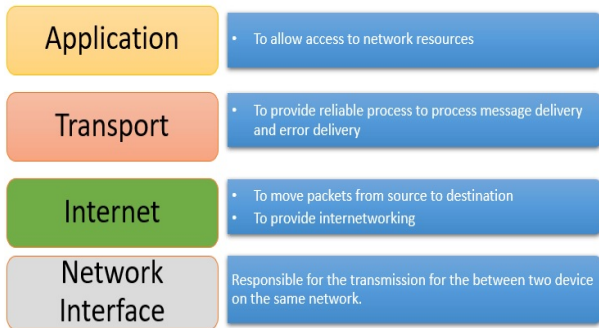 Application
• To allow access to network resources
Transport
• To provide reliable process to process message delivery
and error delivery
Internet
• To move packets from source to destination
• To provide internetworking
Network
Interface
Responsible for the transmission for the between two device
on the same network.